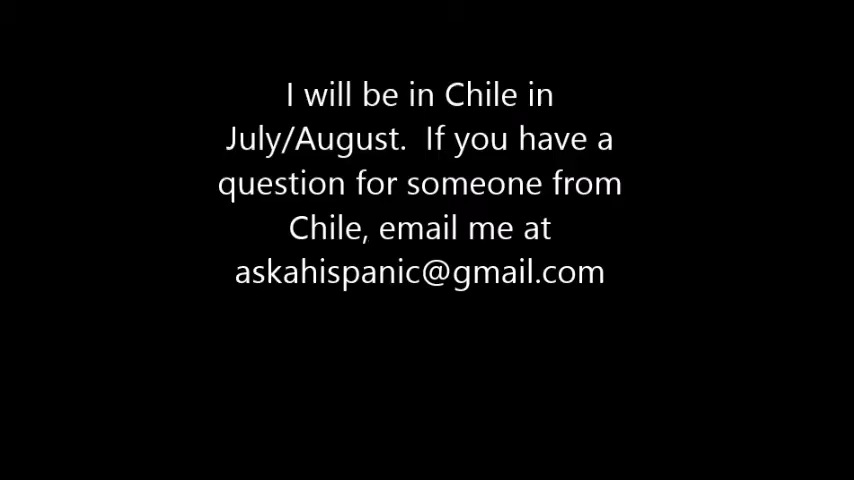 I will be in Chile in
July/August.  If you have a
question for someone from
Chile, email me at
askahispanic@gmail.com